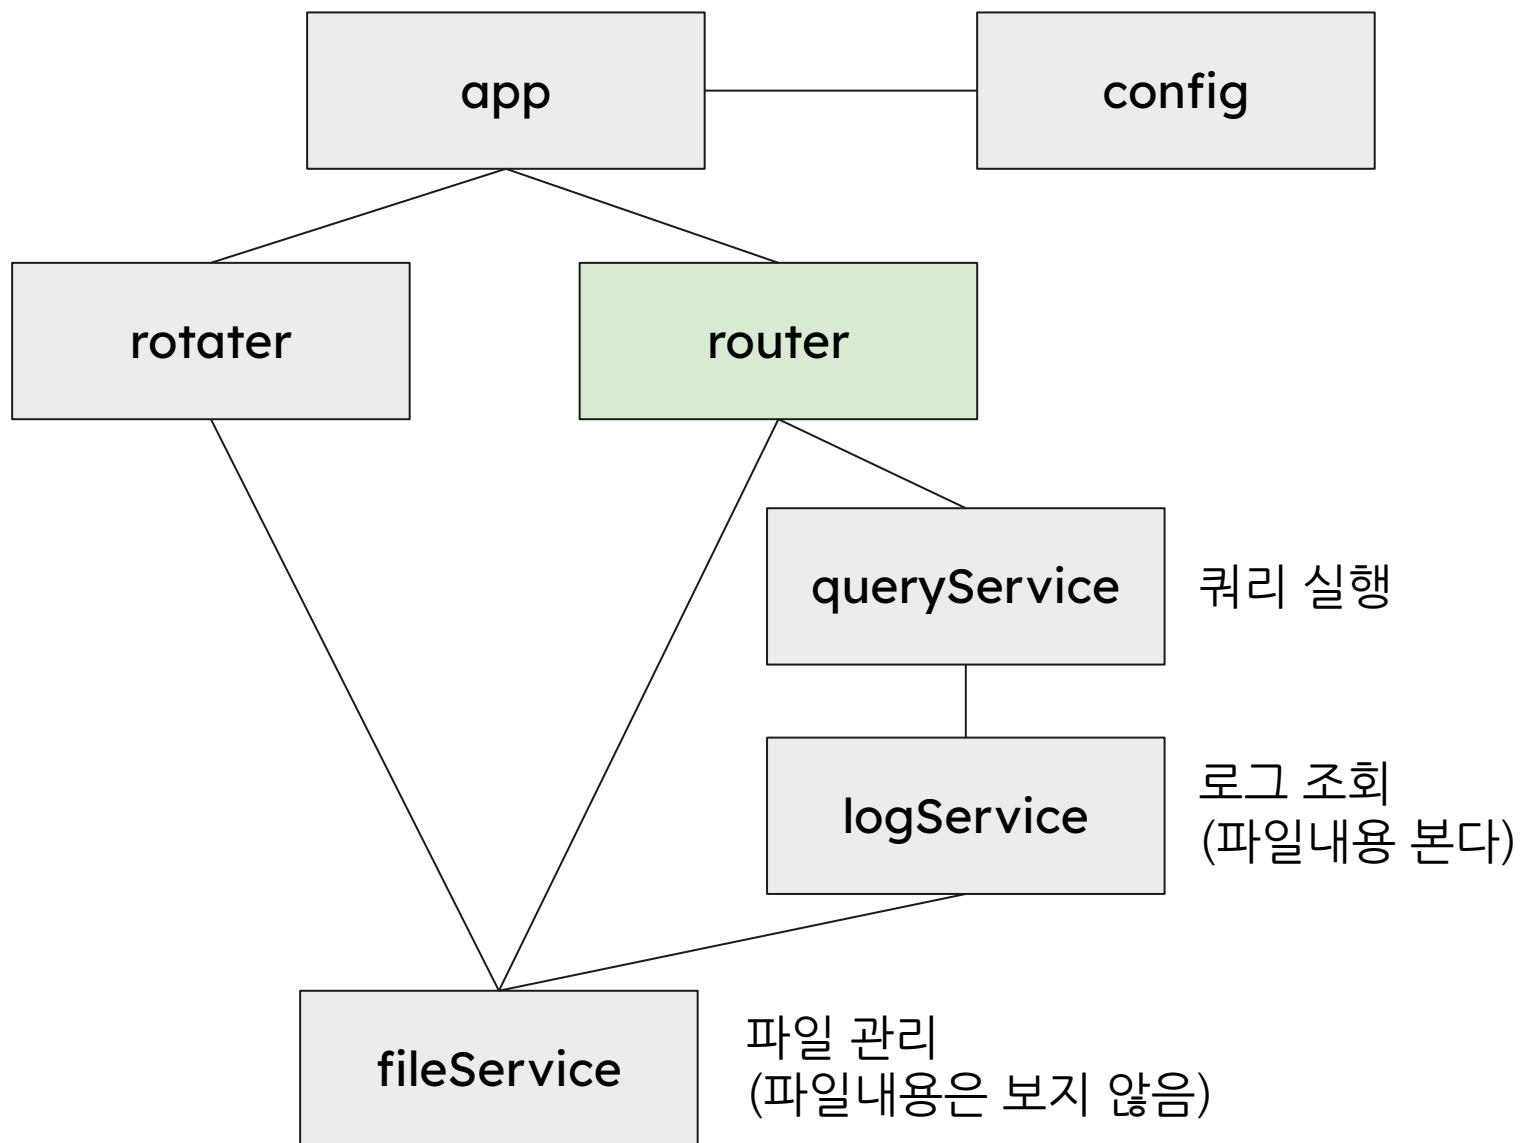 app
config
rotater
router
queryService
쿼리 실행
logService
로그 조회
(파일내용 본다)
fileService
파일 관리
(파일내용은 보지 않음)